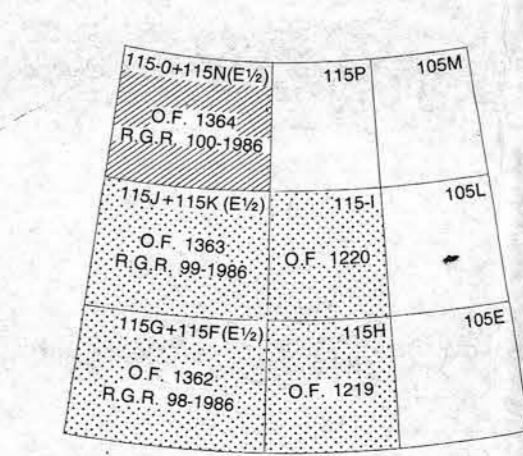 115-0+115N(E½)
O.F. 1364
R.G.R. 100-1986
115P
105M
115J+115K (E½)
O.F. 1363
R.G.R. 99-1986
115-I
O.F. 1220
105L
115G+115F(E½)
O.F. 1362
R.G.R. 98-1986
115H
O.F. 1219
105E